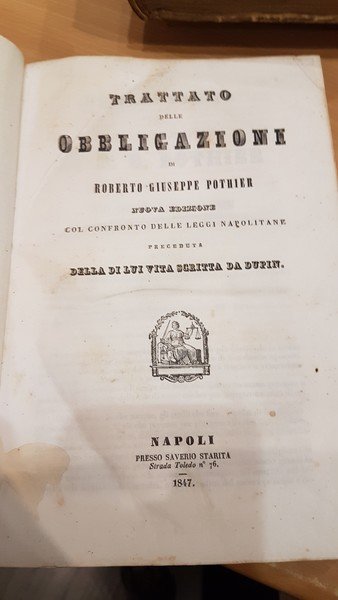 TRATTATO
DELLE
OBBLIGAZIONI
DI
ROBERTO GIUSEPPE POTHIER
NUOVA EDIZIONE
COL CONFRONTO DELLE LEGGI NAPOLITANE
PRECEDUTA
DELLA DI LUI VITA SCRITTA DA DUPIN.
NAPOLI
PRESSO SAVERIO STARITA
Strada Toledo nº 76.
1847.